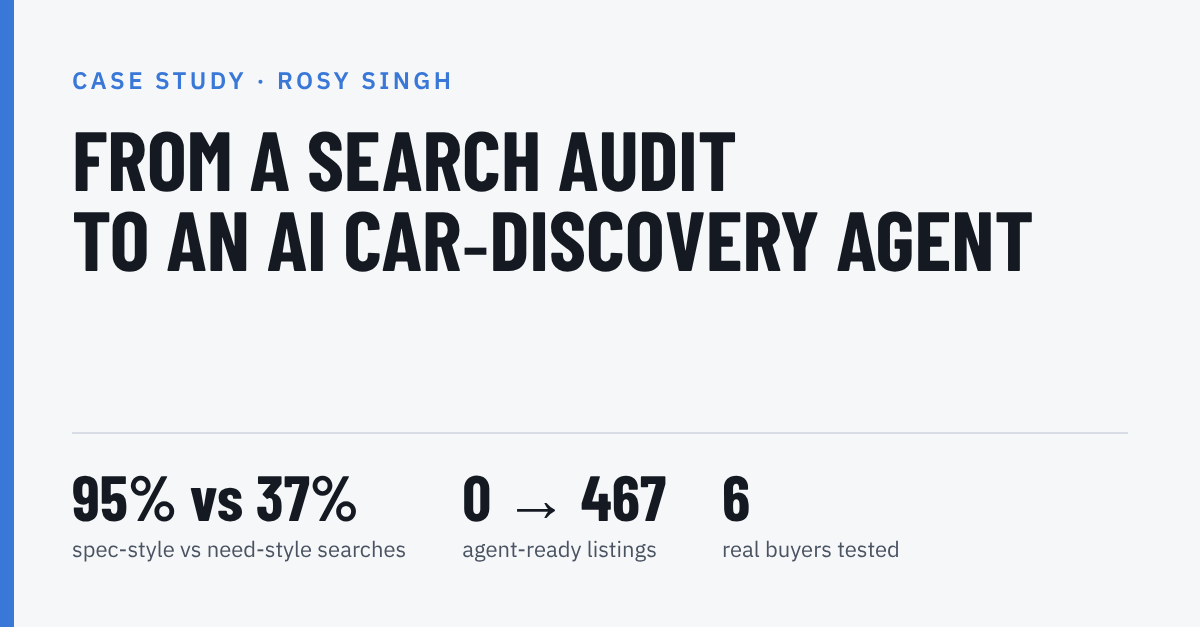 CASE STUDY · ROSY SINGH
FROM A SEARCH AUDIT
TO AN AI CAR-DISCOVERY AGENT
95% vs 37%
spec-style vs need-style searches
0 → 467
agent-ready listings
6
real buyers tested